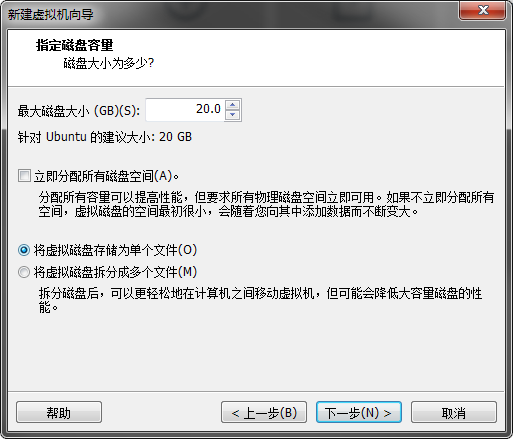 新建虚拟机向导
指定磁盘容量
磁盘大小为多少?
最大磁盘大小 (GB)(S): 20.0
针对 Ubuntu 的建议大小: 20 GB
立即分配所有磁盘空间(A)。
分配所有容量可以提高性能，但要求所有物理磁盘空间立即可用。如果不立即分配所有
空间，虚拟磁盘的空间最初很小，会随着您向其中添加数据而不断变大。
将虚拟磁盘存储为单个文件(O)
将虚拟磁盘拆分成多个文件(M)
拆分磁盘后，可以更轻松地在计算机之间移动虚拟机，但可能会降低大容量磁盘的性
能。
帮助 < 上一步(B) 下一步(N) > 取消